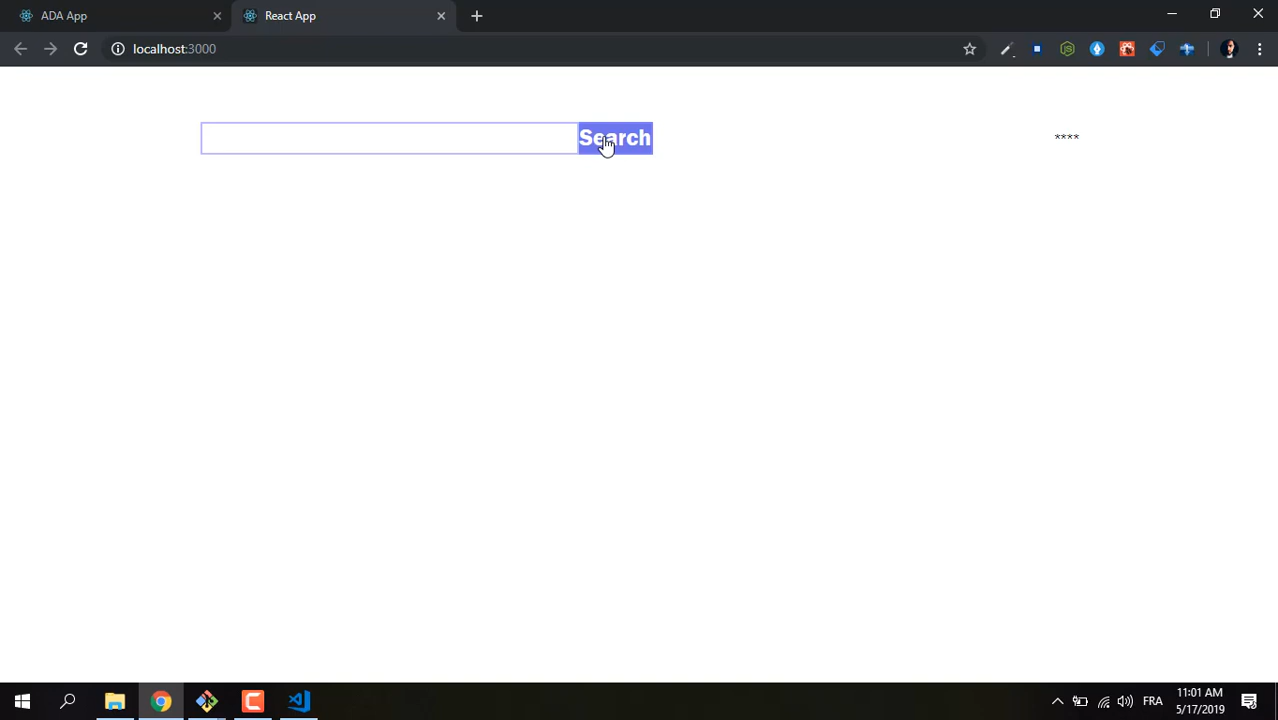 ADA App
React App
localhost:3000
Search
****
FRA
11:01 AM
5/17/2019